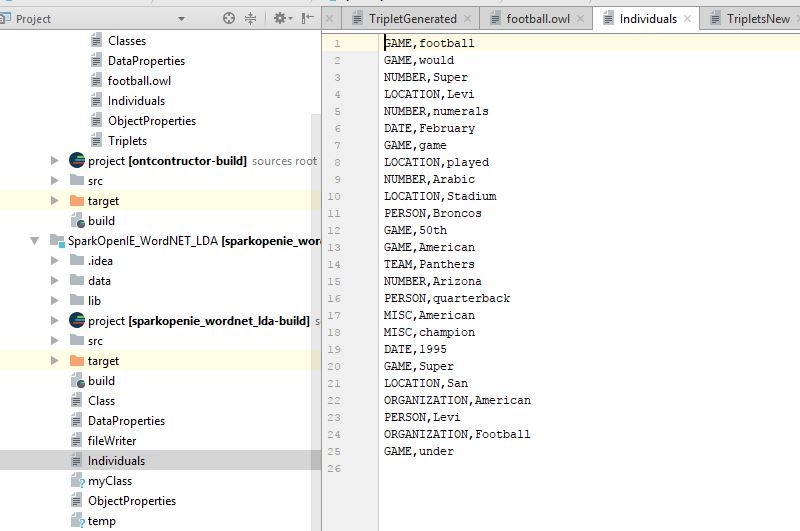 Project
Classes
DataProperties
football.owl
Individuals
ObjectProperties
Triplets
project [ontcontructor-build] sources root
src
target
build
SparkOpenIE_WordNET_LDA [sparkopenie_wor
.idea
data
lib
project [sparkopenie_wordnet_lda-build] s
src
target
build
Class
DataProperties
fileWriter
Individuals
myClass
ObjectProperties
temp
TripletGenerated football.owl Individuals TripletsNew
1 GAME,football
2 GAME,would
3 NUMBER,Super
4 LOCATION,Levi
5 NUMBER,numerals
6 DATE,February
7 GAME,game
8 LOCATION,played
9 NUMBER,Arabic
10 LOCATION,Stadium
11 PERSON,Broncos
12 GAME,50th
13 GAME,American
14 TEAM,Panthers
15 NUMBER,Arizona
16 PERSON,quarterback
17 MISC,American
18 MISC,champion
19 DATE,1995
20 GAME,Super
21 LOCATION,San
22 ORGANIZATION,American
23 PERSON,Levi
24 ORGANIZATION,Football
25 GAME,under
26